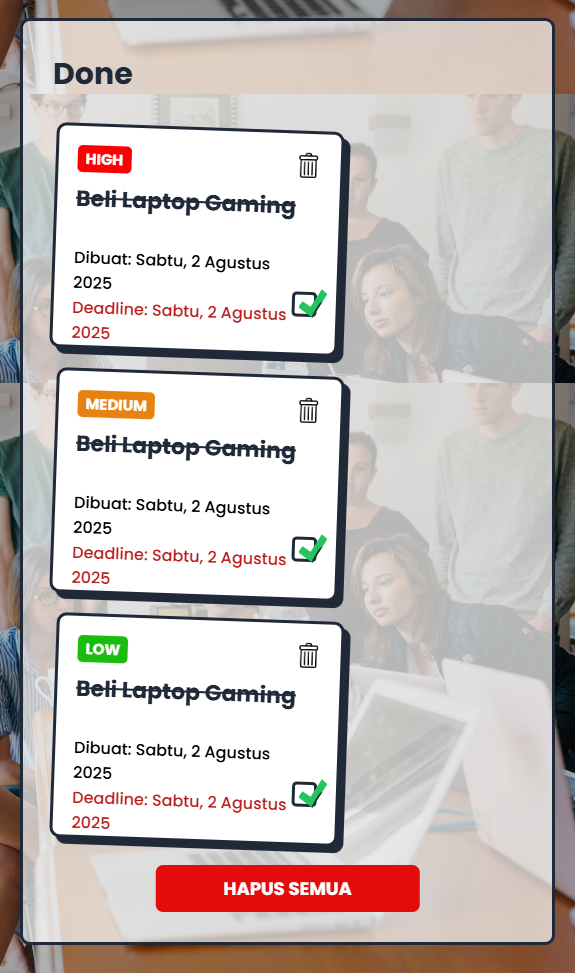 Done
HIGH
Beli Laptop Gaming
Dibuat: Sabtu, 2 Agustus
2025
Deadline: Sabtu, 2 Agustus
2025
MEDIUM
Beli Laptop Gaming
Dibuat: Sabtu, 2 Agustus
2025
Deadline: Sabtu, 2 Agustus
2025
LOW
Beli Laptop Gaming
Dibuat: Sabtu, 2 Agustus
2025
Deadline: Sabtu, 2 Agustus
2025
HAPUS SEMUA